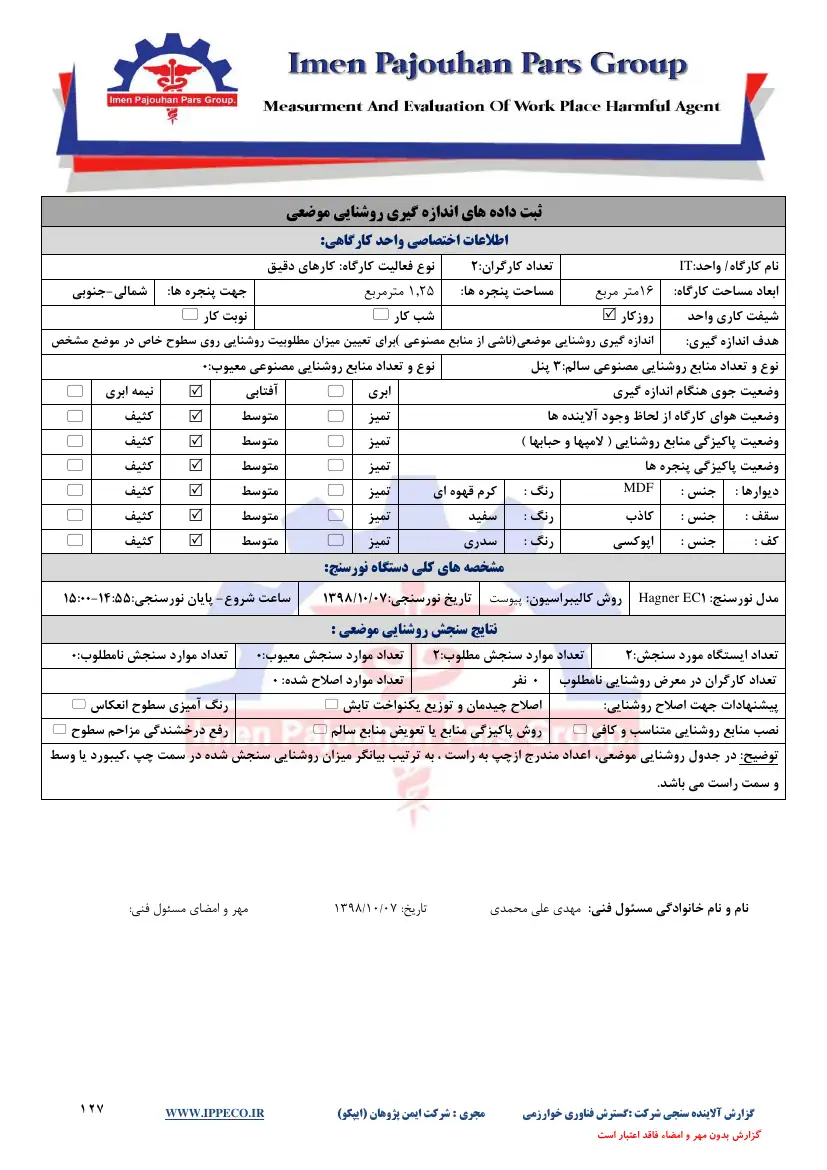 Imen Pajouhan Pars Group
Imen Pajouhan Pars Group.
Measurment And Evaluation Of Work Place Harmful Agent
ثبت داده های اندازه گیری روشنایی موضعی
اطلاعات اختصاصی واحد کارگاهی:
نام کارگاه/ واحد:IT تعداد کارگران:۲ نوع فعالیت کارگاه: کارهای دقیق
ابعاد مساحت کارگاه: ۱۶متر مربع مساحت پنجره ها: ۱,۲۵ مترمربع جهت پنجره ها: شمالی-جنوبی
شیفت کاری واحد روزکار ☑ شب کار ☐ نوبت کار ☐
هدف اندازه گیری: اندازه گیری روشنایی موضعی(ناشی از منابع مصنوعی )برای تعیین میزان مطلوبیت روشنایی روی سطوح خاص در موضع مشخص
نوع و تعداد منابع روشنایی مصنوعی سالم:۳ پنل نوع و تعداد منابع روشنایی مصنوعی معیوب:۰
وضعیت جوی هنگام اندازه گیری ابری ☐ آفتابی ☑ نیمه ابری ☐
وضعیت هوای کارگاه از لحاظ وجود آلاینده ها تمیز ☐ متوسط ☑ کثیف ☐
وضعیت پاکیزگی منابع روشنایی ( لامپها و حبابها ) تمیز ☐ متوسط ☑ کثیف ☐
وضعیت پاکیزگی پنجره ها تمیز ☐ متوسط ☑ کثیف ☐
دیوارها : جنس : MDF رنگ : کرم قهوه ای تمیز ☐ متوسط ☑ کثیف ☐
سقف : جنس : کاذب رنگ : سفید تمیز ☐ متوسط ☑ کثیف ☐
کف : جنس : اپوکسی رنگ : سدری تمیز ☐ متوسط ☑ کثیف ☐
مشخصه های کلی دستگاه نورسنج:
مدل نورسنج: Hagner EC۱ روش کالیبراسیون: پیوست تاریخ نورسنجی:۱۳۹۸/۱۰/۰۷ ساعت شروع- پایان نورسنجی:۱۴:۵۵-۱۵:۰۰
نتایج سنجش روشنایی موضعی :
تعداد ایستگاه مورد سنجش:۲ تعداد موارد سنجش مطلوب:۲ تعداد موارد سنجش معیوب:۰ تعداد موارد سنجش نامطلوب:۰
تعداد کارگران در معرض روشنایی نامطلوب ۰ نفر تعداد موارد اصلاح شده: ۰
پیشنهادات جهت اصلاح روشنایی: اصلاح چیدمان و توزیع یکنواخت تابش ☐ رنگ آمیزی سطوح انعکاس ☐
نصب منابع روشنایی متناسب و کافی ☐ روش پاکیزگی منابع یا تعویض منابع سالم ☐ رفع درخشندگی مزاحم سطوح ☐
توضیح: در جدول روشنایی موضعی، اعداد مندرج ازچپ به راست ، به ترتیب بیانگر میزان روشنایی سنجش شده در سمت چپ ،کیبورد یا وسط
و سمت راست می باشد.
Imen Pajouhan Pars Group.
نام و نام خانوادگی مسئول فنی: مهدی علی محمدی تاریخ: ۱۳۹۸/۱۰/۰۷ مهر و امضای مسئول فنی:
گزارش آلاینده سنجی شرکت :گسترش فناوری خوارزمی مجری : شرکت ایمن پژوهان (ایپکو) WWW.IPPECO.IR ۱۲۷
گزارش بدون مهر و امضاء فاقد اعتبار است